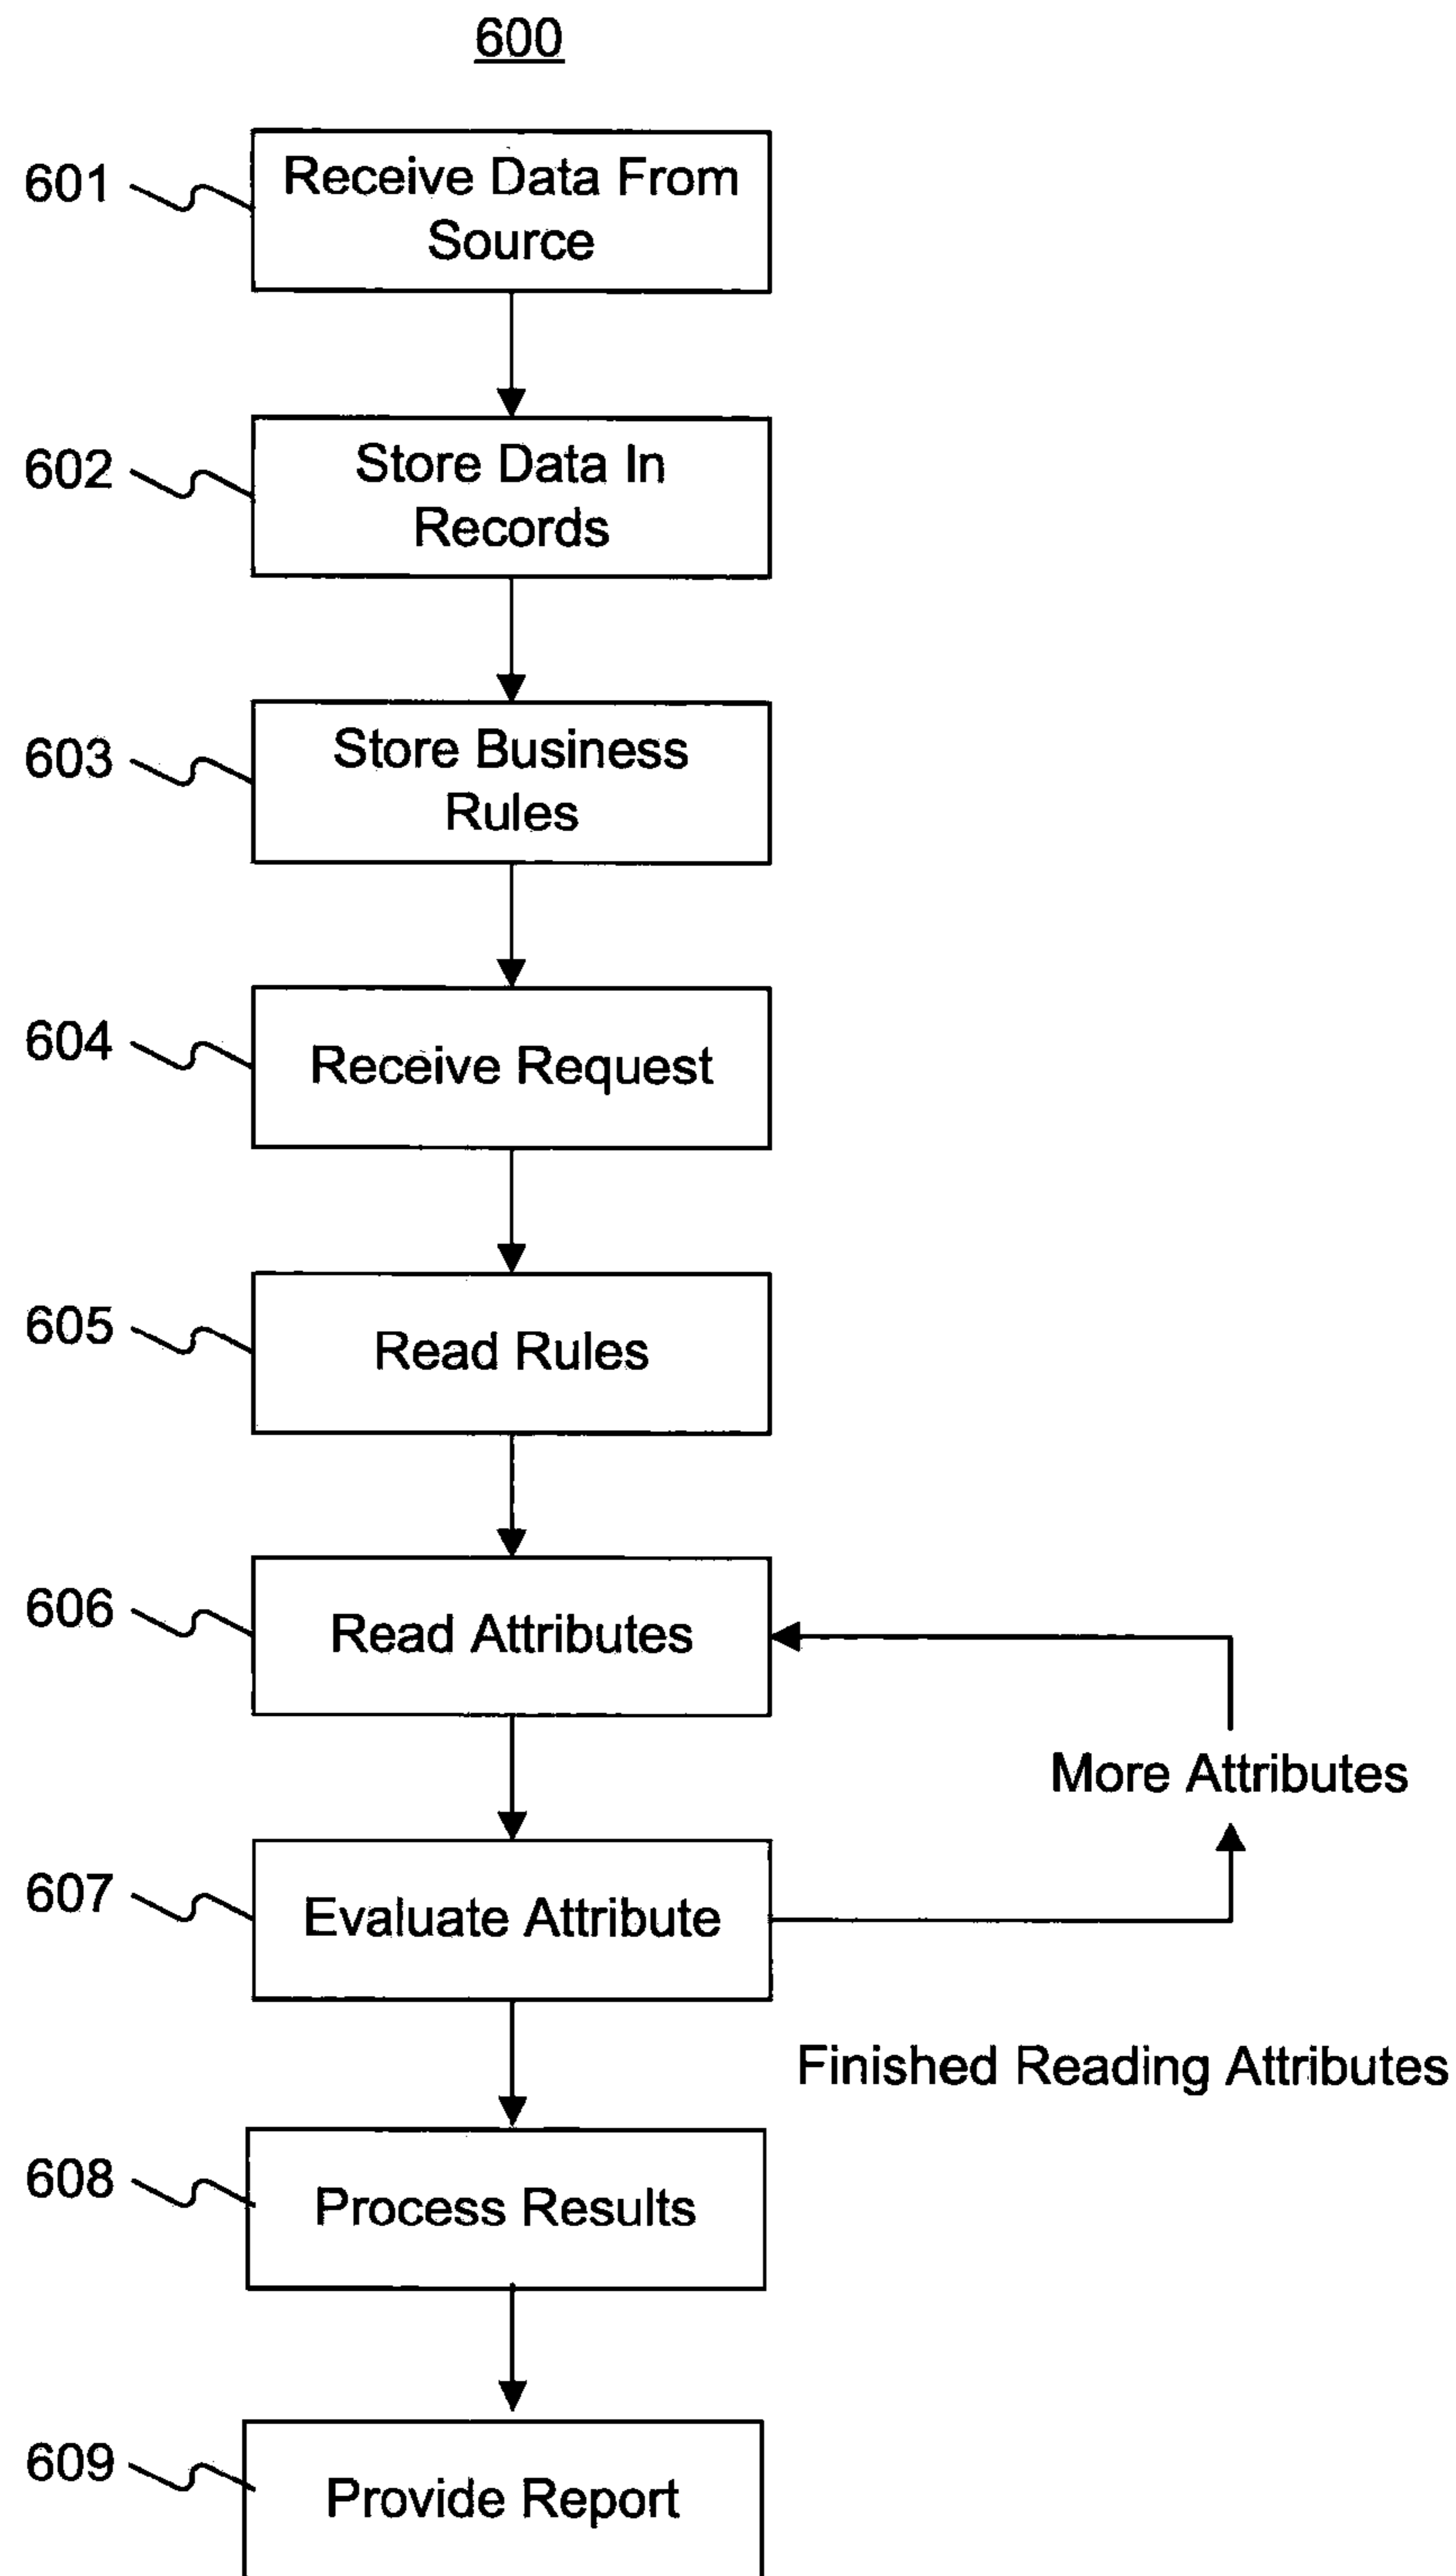 600
601
Receive Data From
Source
602
Store Data In
Records
603
Store Business
Rules
604
Receive Request
605
Read Rules
606
Read Attributes
More Attributes
607
Evaluate Attribute
Finished Reading Attributes
608
Process Results
609
Provide Report